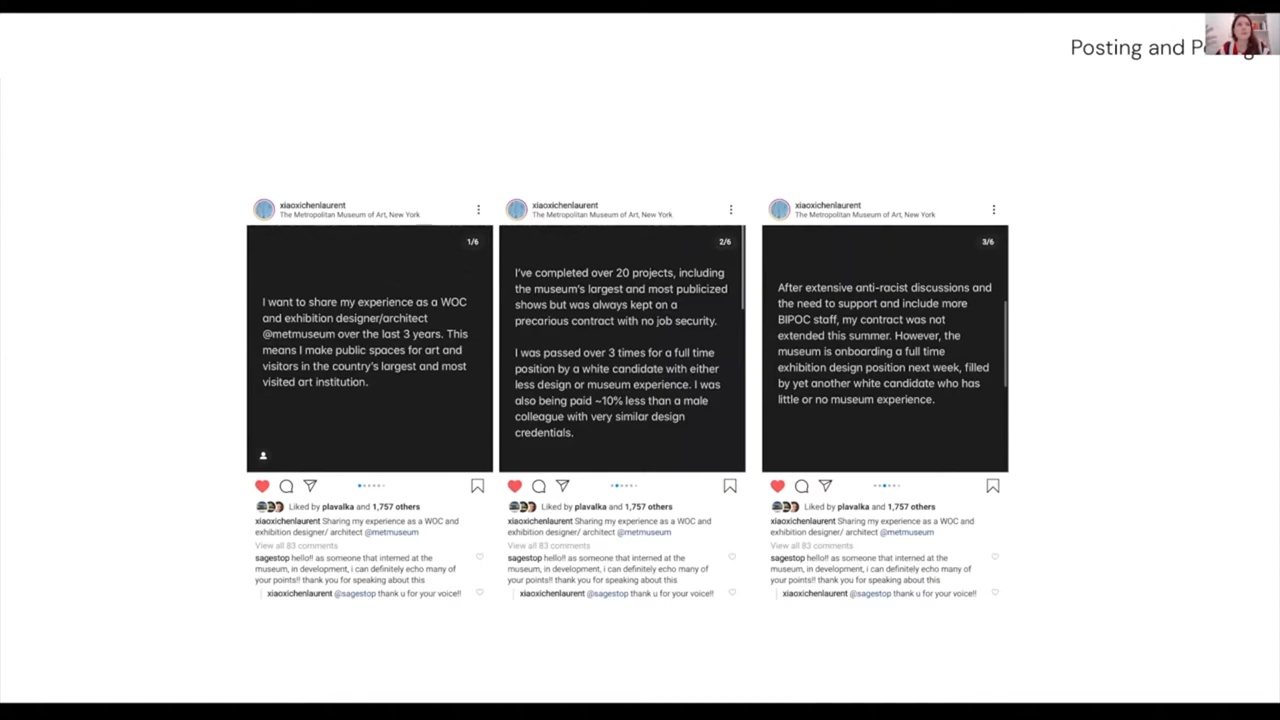 Posting and P
xiaoxichenlaurent
The Metropolitan Museum of Art, New York
1/6
I want to share my experience as a WOC
and exhibition designer/architect
@metmuseum over the last 3 years. This
means I make public spaces for art and
visitors in the country's largest and most
visited art institution.
Liked by plavalka and 1,757 others
xiaoxichenlaurent Sharing my experience as a WOC and
exhibition designer/ architect @metmuseum
View all 83 comments
sagestop hello!! as someone that interned at the
museum, in development, i can definitely echo many of
your points!! thank you for speaking about this
xiaoxichenlaurent @sagestop thank u for your voice!!
xiaoxichenlaurent
The Metropolitan Museum of Art, New York
2/6
I've completed over 20 projects, including
the museum's largest and most publicized
shows but was always kept on a
precarious contract with no job security.
I was passed over 3 times for a full time
position by a white candidate with either
less design or museum experience. I was
also being paid ~10% less than a male
colleague with very similar design
credentials.
Liked by plavalka and 1,757 others
xiaoxichenlaurent Sharing my experience as a WOC and
exhibition designer/ architect @metmuseum
View all 83 comments
sagestop hello!! as someone that interned at the
museum, in development, i can definitely echo many of
your points!! thank you for speaking about this
xiaoxichenlaurent @sagestop thank u for your voice!!
xiaoxichenlaurent
The Metropolitan Museum of Art, New York
3/6
After extensive anti-racist discussions and
the need to support and include more
BIPOC staff, my contract was not
extended this summer. However, the
museum is onboarding a full time
exhibition design position next week, filled
by yet another white candidate who has
little or no museum experience.
Liked by plavalka and 1,757 others
xiaoxichenlaurent Sharing my experience as a WOC and
exhibition designer/ architect @metmuseum
View all 83 comments
sagestop hello!! as someone that interned at the
museum, in development, i can definitely echo many of
your points!! thank you for speaking about this
xiaoxichenlaurent @sagestop thank u for your voice!!